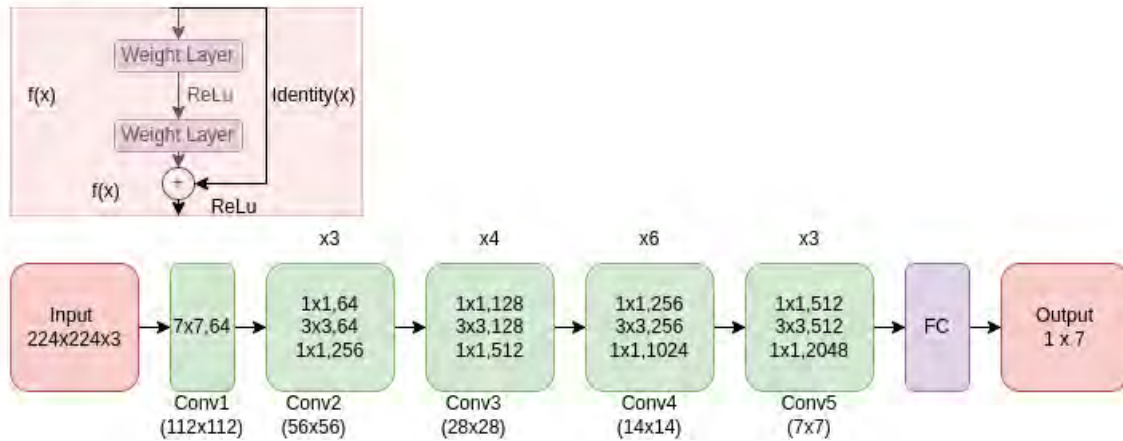 Weight Layer
f(x)
ReLu
Identity(x)
Weight Layer
+
f(x)
ReLu
x3
x4
x6
x3
Input
224x224x3
7x7,64
1x1,64
3x3,64
1x1,256
1x1,128
3x3,128
1x1,512
1x1,256
3x3,256
1x1,1024
1x1,512
3x3,512
1x1,2048
FC
Output
1 x 7
Conv1
(112x112)
Conv2
(56x56)
Conv3
(28x28)
Conv4
(14x14)
Conv5
(7x7)